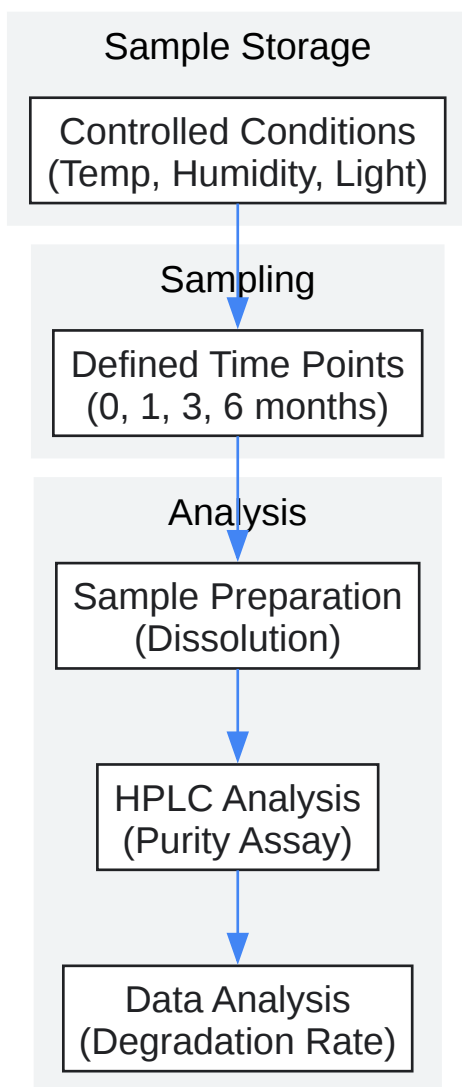 Sample Storage
Controlled Conditions
(Temp, Humidity, Light)
Sampling
Defined Time Points
(0, 1, 3, 6 months)
Analysis
Sample Preparation
(Dissolution)
HPLC Analysis
(Purity Assay)
Data Analysis
(Degradation Rate)